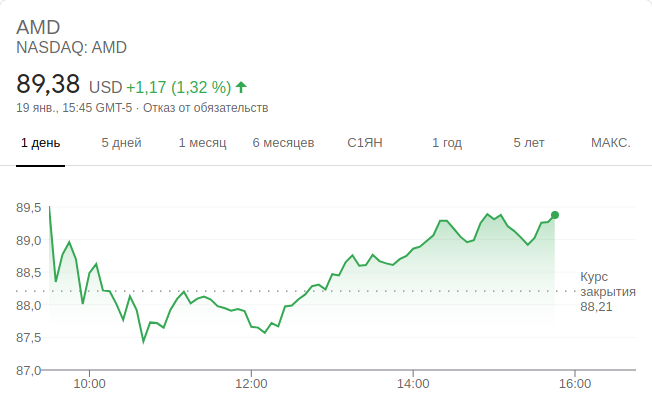 AMD
NASDAQ: AMD
89,38 USD +1,17 (1,32 %)
19 янв., 15:45 GMT-5 · Отказ от обязательств
1 день 5 дней 1 месяц 6 месяцев С1ЯН 1 год 5 лет МАКС.
89,5
89,0
88,5
88,0
87,5
87,0
Курс
закрытия
88,21
10:00 12:00 14:00 16:00